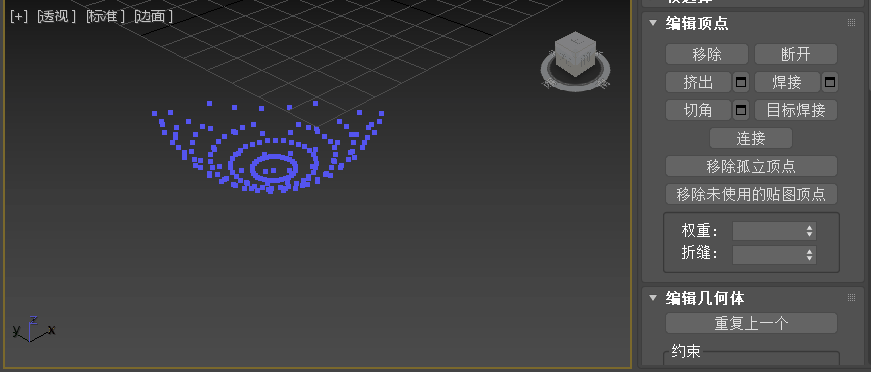 [+] [透视] [标准] [边面]
编辑顶点
移除
断开
挤出
焊接
切角
目标焊接
连接
移除孤立顶点
移除未使用的贴图顶点
权重:
折缝:
编辑几何体
重复上一个
约束
y
x